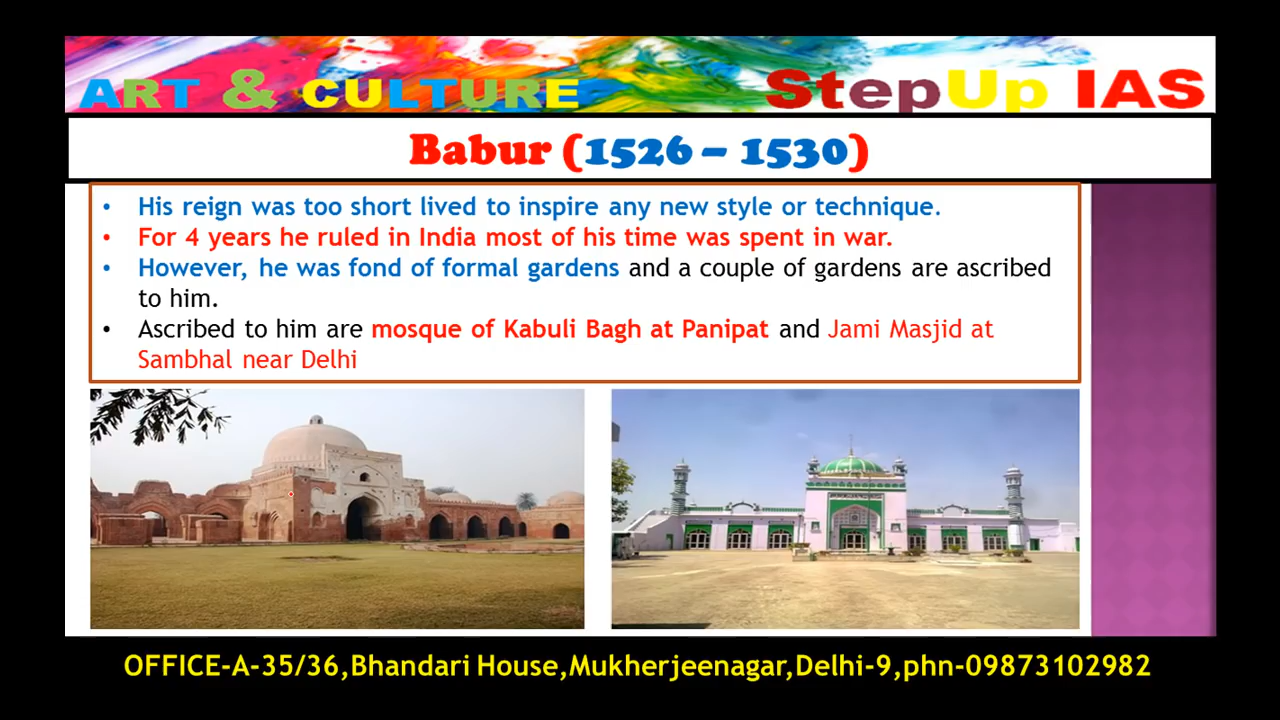 ART & CULTURE
StepUp IAS
Babur (1526 – 1530)
• His reign was too short lived to inspire any new style or technique.
• For 4 years he ruled in India most of his time was spent in war.
• However, he was fond of formal gardens and a couple of gardens are ascribed
to him.
• Ascribed to him are mosque of Kabuli Bagh at Panipat and Jami Masjid at
Sambhal near Delhi
OFFICE-A-35/36,Bhandari House,Mukherjeenagar,Delhi-9,phn-09873102982